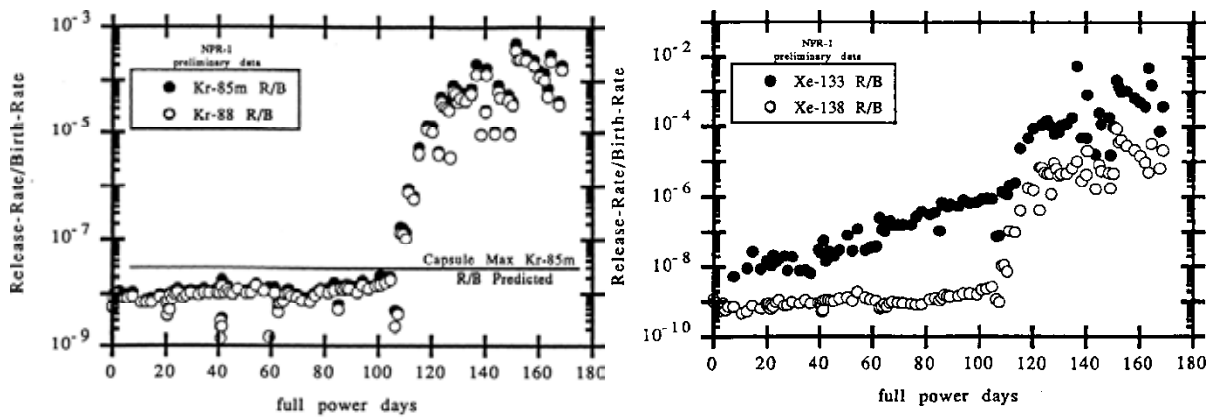 10-3
10-5
10-7
10-9
Release-Rate/Birth-Rate
NPR-1
preliminary data
Kr-85m R/B
Kr-88 R/B
Capsule Max Kr-85m
R/B Predicted
0 20 40 60 80 100 120 140 160 180
full power days
10-2
10-4
10-6
10-8
10-10
Release-Rate/Birth-Rate
NPR-1
preliminary data
Xe-133 R/B
Xe-138 R/B
0 20 40 60 80 100 120 140 160 180
full power days